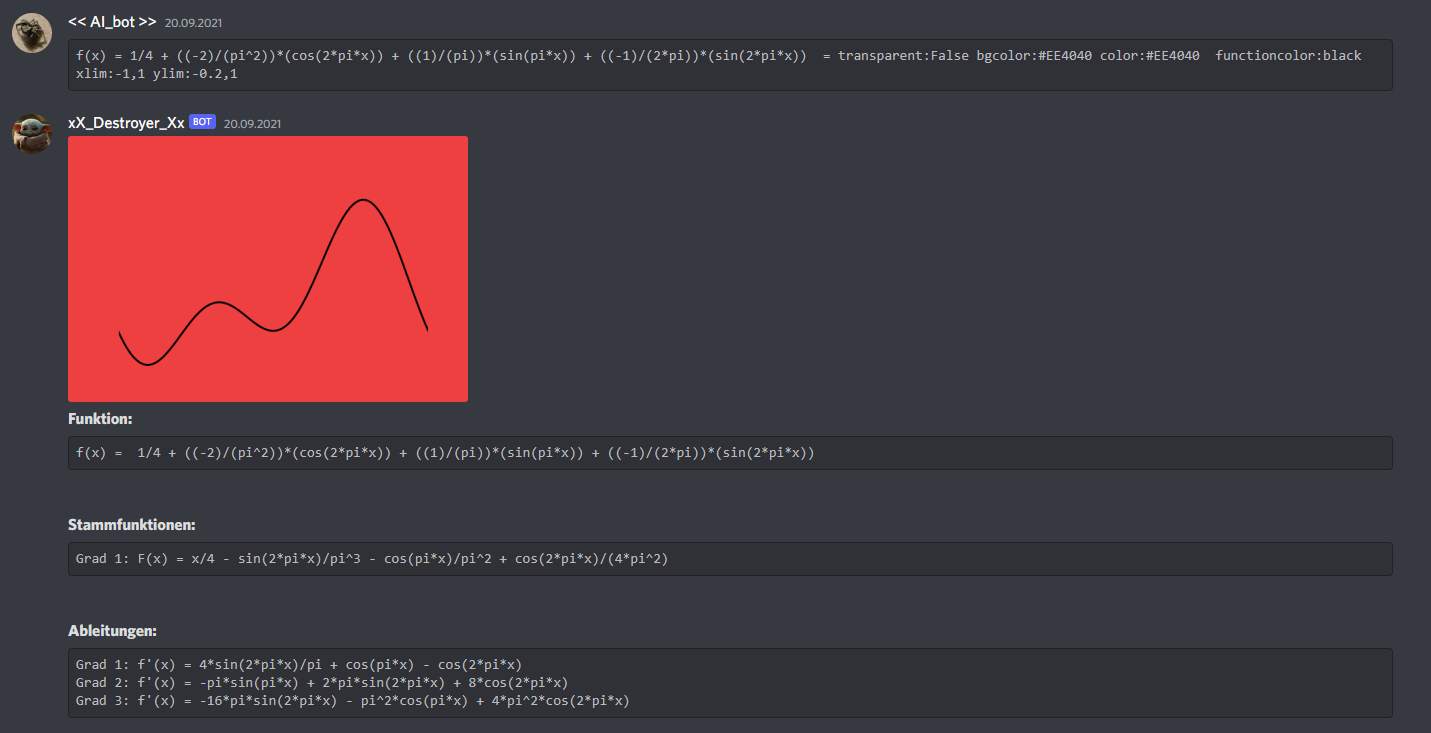 << AI_bot >> 20.09.2021
f(x) = 1/4 + ((-2)/(pi^2))*(cos(2*pi*x)) + ((1)/(pi))*(sin(pi*x)) + ((-1)/(2*pi))*(sin(2*pi*x))  = transparent:False bgcolor:#EE4040 color:#EE4040  functioncolor:black
xlim:-1,1 ylim:-0.2,1
xX_Destroyer_Xx BOT 20.09.2021
Funktion:
f(x) =  1/4 + ((-2)/(pi^2))*(cos(2*pi*x)) + ((1)/(pi))*(sin(pi*x)) + ((-1)/(2*pi))*(sin(2*pi*x))
Stammfunktionen:
Grad 1: F(x) = x/4 - sin(2*pi*x)/pi^3 - cos(pi*x)/pi^2 + cos(2*pi*x)/(4*pi^2)
Ableitungen:
Grad 1: f'(x) = 4*sin(2*pi*x)/pi + cos(pi*x) - cos(2*pi*x)
Grad 2: f'(x) = -pi*sin(pi*x) + 2*pi*sin(2*pi*x) + 8*cos(2*pi*x)
Grad 3: f'(x) = -16*pi*sin(2*pi*x) - pi^2*cos(pi*x) + 4*pi^2*cos(2*pi*x)